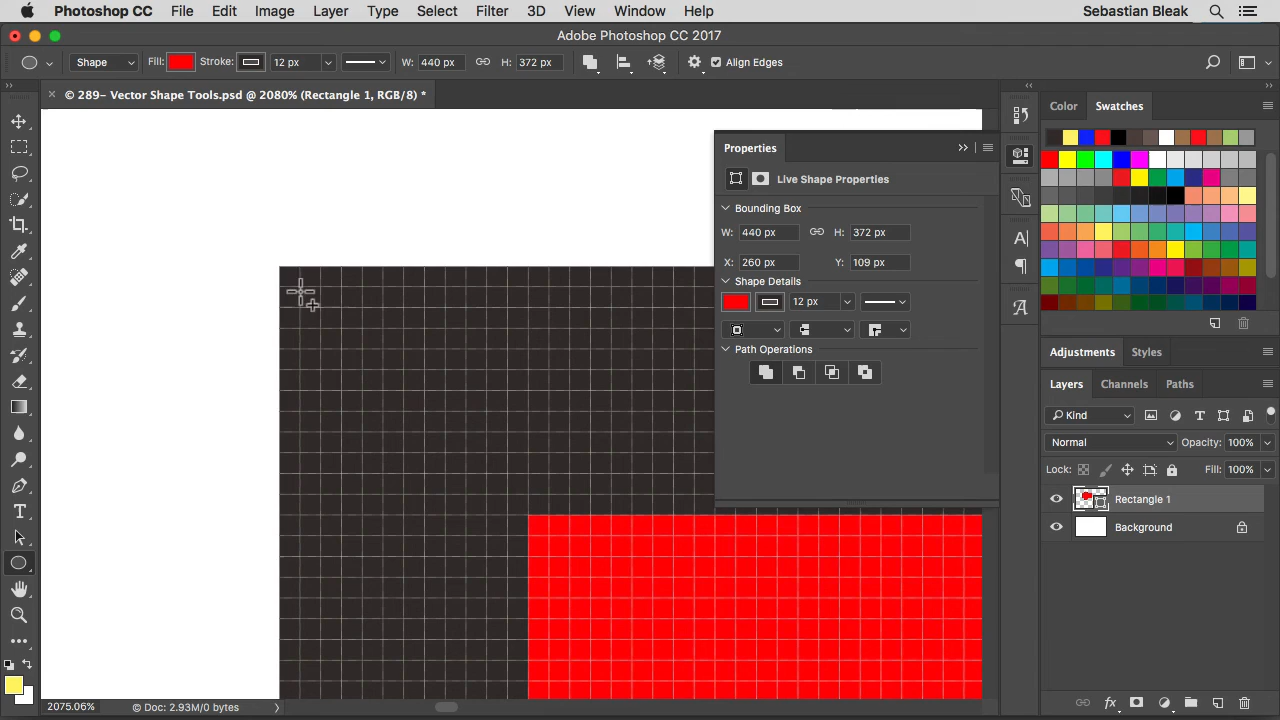 Photoshop CC File Edit Image Layer Type Select Filter 3D View Window Help Sebastian Bleak
Adobe Photoshop CC 2017
Shape Fill: Stroke: 12 px W: 440 px H: 372 px Align Edges
× © 289- Vector Shape Tools.psd @ 2080% (Rectangle 1, RGB/8) *
Color Swatches
Properties
Live Shape Properties
Bounding Box
W: 440 px H: 372 px
X: 260 px Y: 109 px
Shape Details
12 px
Path Operations
Adjustments Styles
Layers Channels Paths
Kind
Normal Opacity: 100%
Lock: Fill: 100%
Rectangle 1
Background
2075.06% © Doc: 2.93M/0 bytes